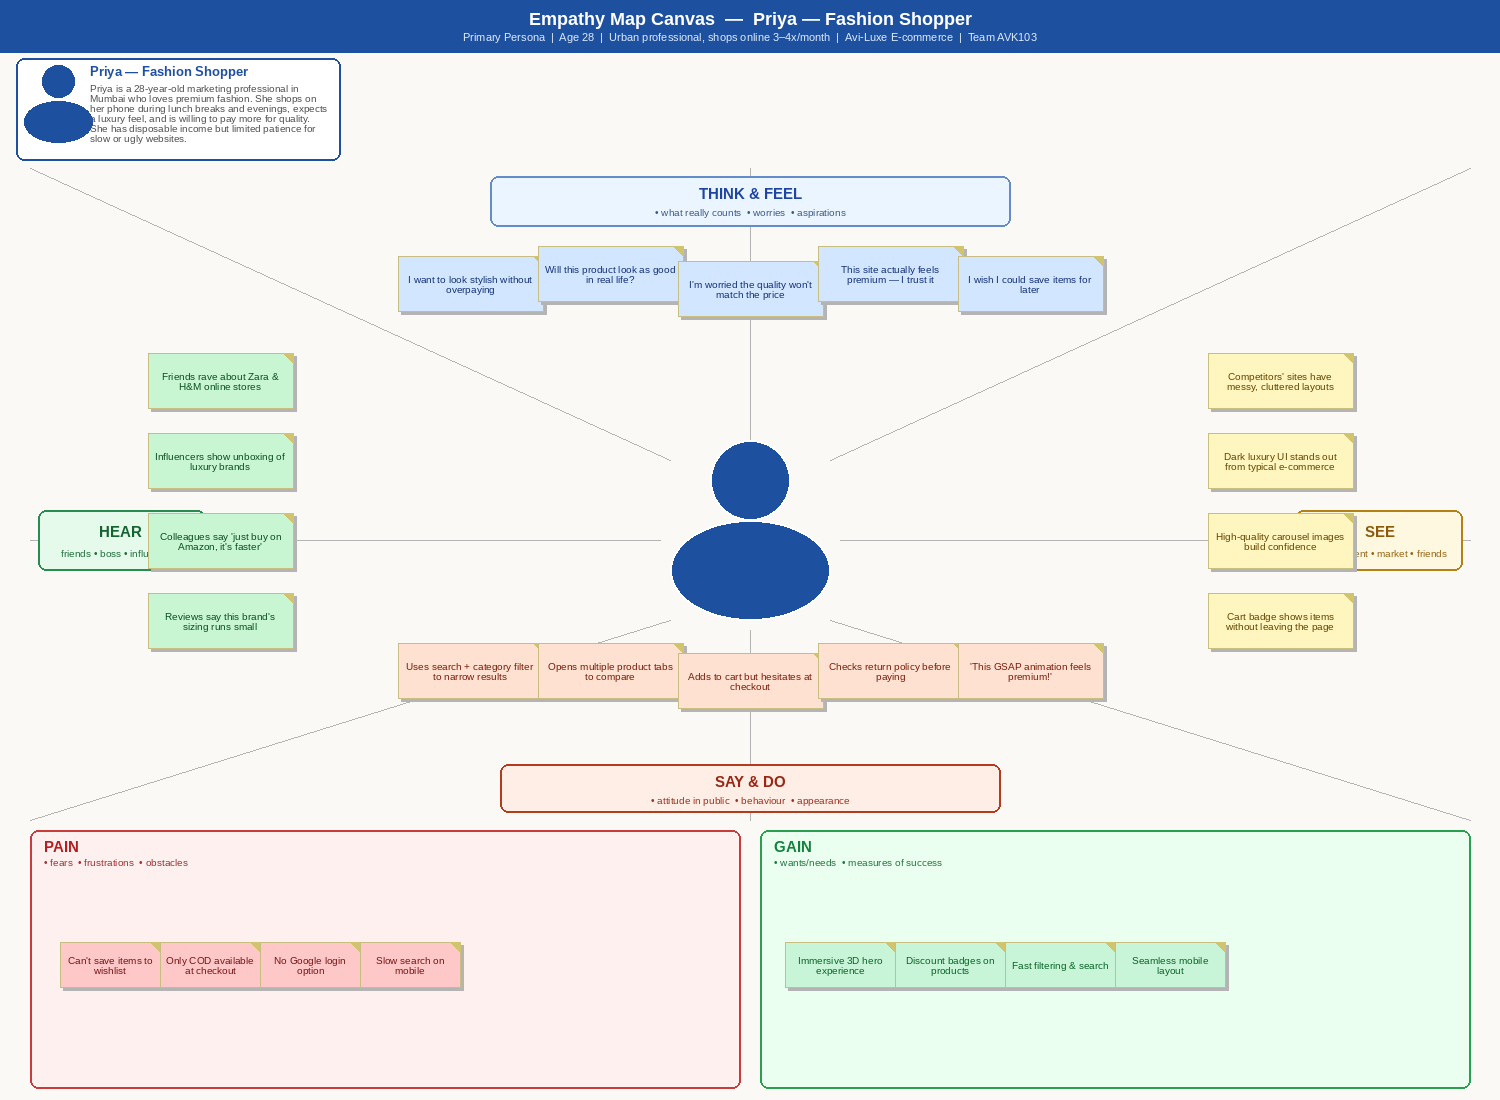 Empathy Map Canvas — Priya — Fashion Shopper
Primary Persona | Age 28 | Urban professional, shops online 3–4x/month | Avi-Luxe E-commerce | Team AVK103
Priya — Fashion Shopper
Priya is a 28-year-old marketing professional in
Mumbai who loves premium fashion. She shops on
her phone during lunch breaks and evenings, expects
a luxury feel, and is willing to pay more for quality.
She has disposable income but limited patience for
slow or ugly websites.
THINK & FEEL
• what really counts • worries • aspirations
I want to look stylish without
overpaying
Will this product look as good
in real life?
I'm worried the quality won't
match the price
This site actually feels
premium — I trust it
I wish I could save items for
later
Friends rave about Zara &
H&M online stores
Influencers show unboxing of
luxury brands
HEAR
friends • boss •
Colleagues say 'just buy on
Amazon, it's faster'
Reviews say this brand's
sizing runs small
Competitors' sites have
messy, cluttered layouts
Dark luxury UI stands out
from typical e-commerce
High-quality carousel images
build confidence
SEE
• market • friends
Cart badge shows items
without leaving the page
Uses search + category filter
to narrow results
Opens multiple product tabs
to compare
Adds to cart but hesitates at
checkout
Checks return policy before
paying
'This GSAP animation feels
premium!'
SAY & DO
• attitude in public • behaviour • appearance
PAIN
• fears • frustrations • obstacles
Can't save items to
wishlist
Only COD available
at checkout
No Google login
option
Slow search on
mobile
GAIN
• wants/needs • measures of success
Immersive 3D hero
experience
Discount badges on
products
Fast filtering & search
Seamless mobile
layout